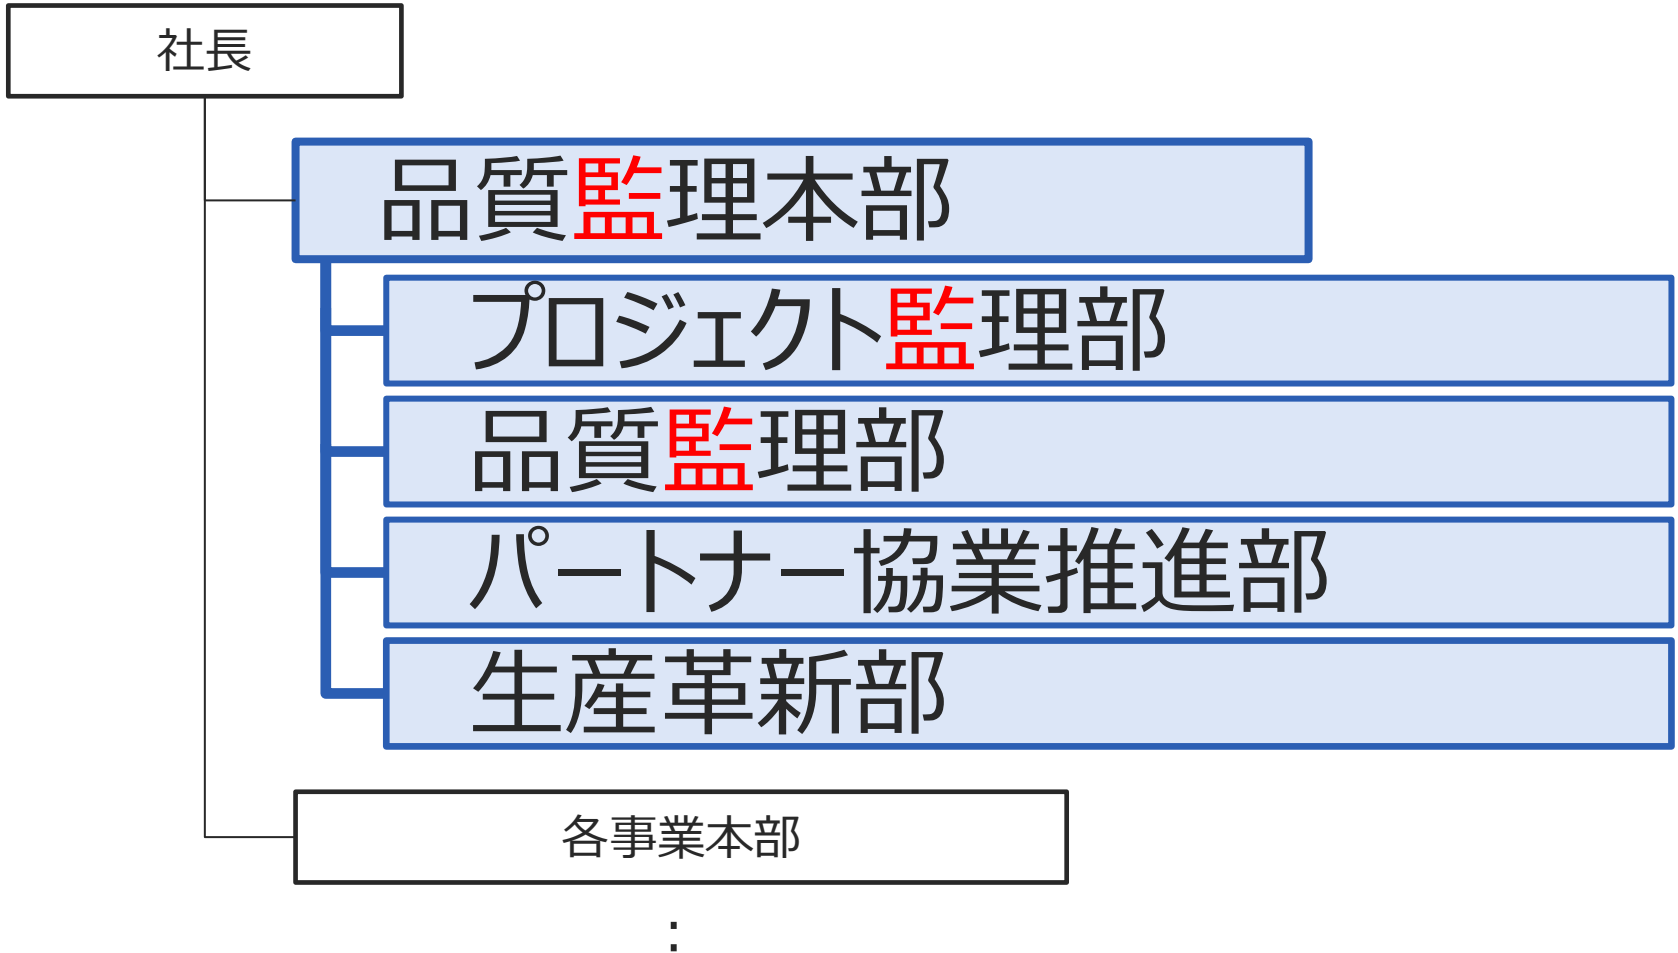 社長
品質監理本部
プロジェクト監理部
品質監理部
パートナー協業推進部
生産革新部
各事業本部
：